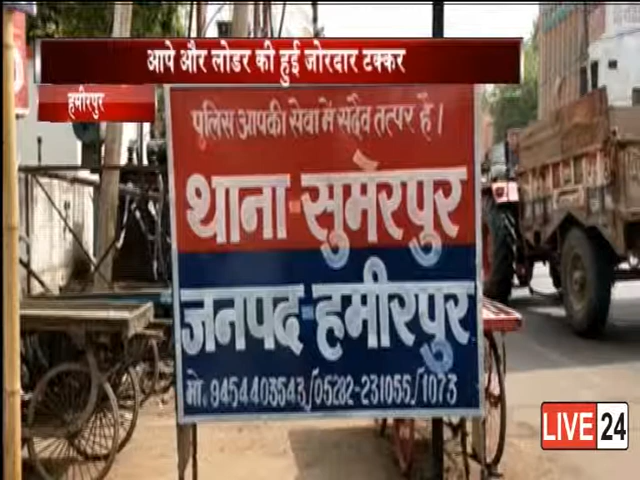 आपे और लोडर की हुई जोरदार टक्कर
हमीरपुर
पुलिस आपकी सेवा में सदैव तत्पर है।
थाना-सुमेरपुर
जनपद-हमीरपुर
मो. 9454403543/05282-231055/1073
LIVE 24